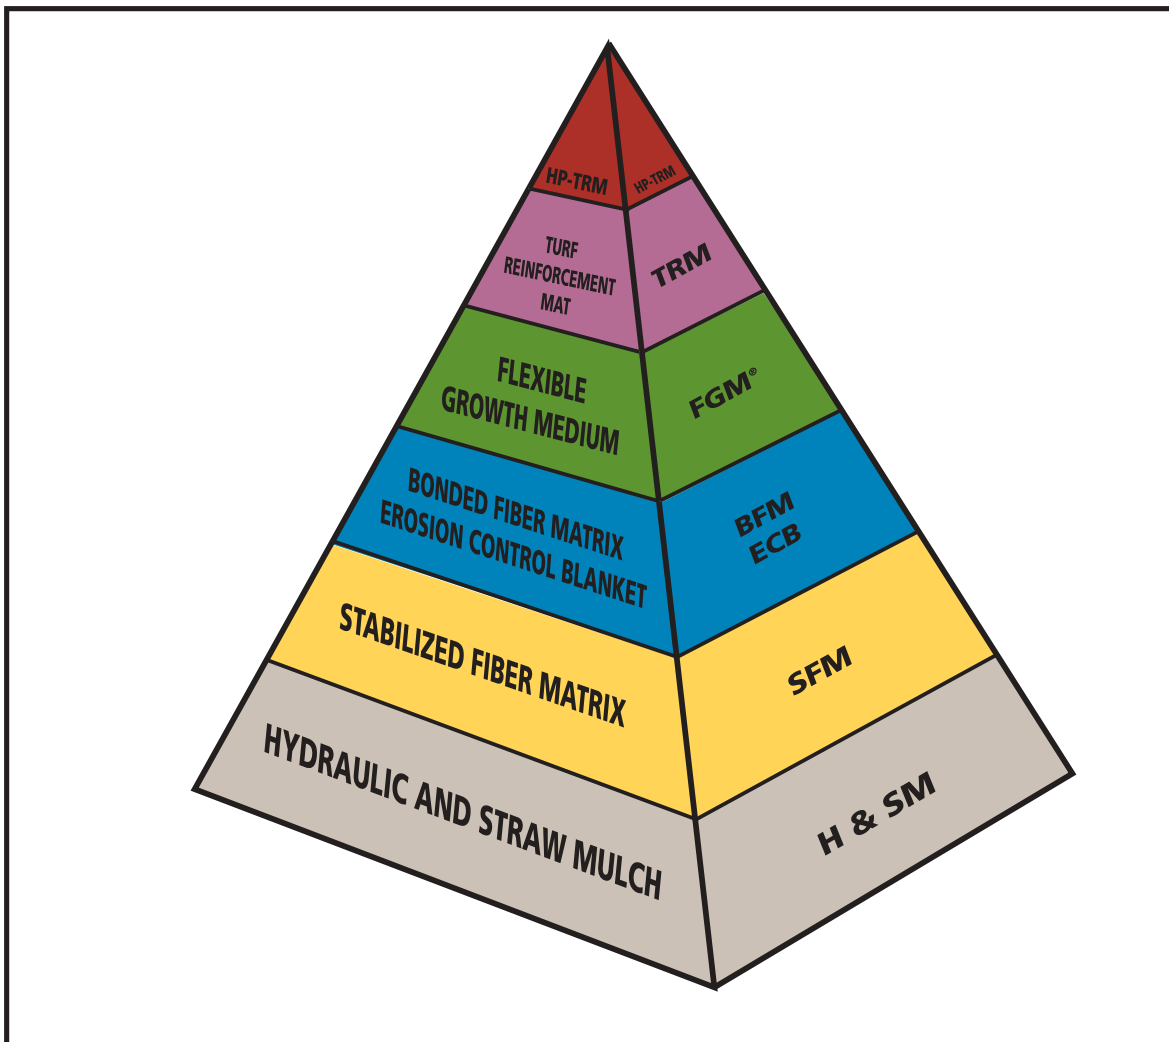 HP-TRM
HP-TRM
TURF
REINFORCEMENT
MAT
TRM
FLEXIBLE
GROWTH MEDIUM
FGM®
BONDED FIBER MATRIX
EROSION CONTROL BLANKET
BFM
ECB
STABILIZED FIBER MATRIX
SFM
HYDRAULIC AND STRAW MULCH
H & SM